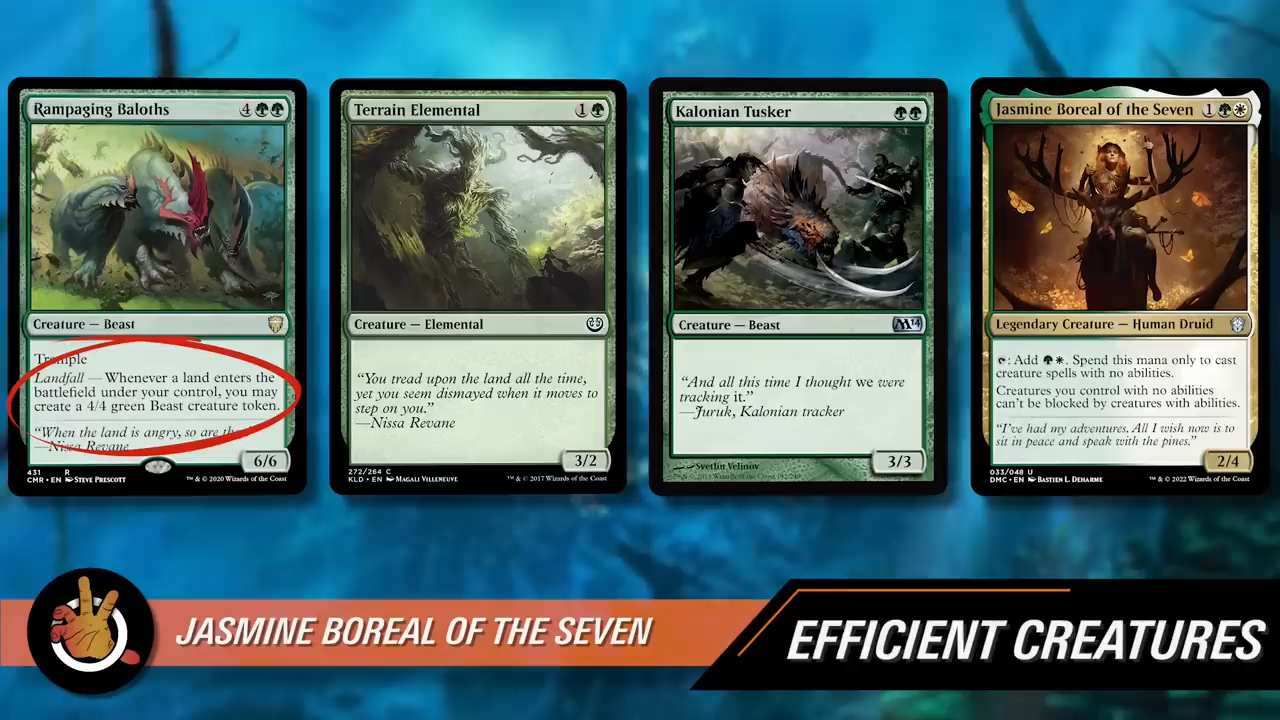 Rampaging Baloths 4
Creature — Beast
Trample
Landfall — Whenever a land enters the
battlefield under your control, you may
create a 4/4 green Beast creature token.
“When the land is angry, so are
—Nissa Revane
6/6
431 R
CMR • EN Steve Prescott
™ & © 2020 Wizards of the Coast
Terrain Elemental 1
Creature — Elemental
“You tread upon the land all the time,
yet you seem dismayed when it moves to
step on you.”
—Nissa Revane
3/2
272/264 C
KLD • EN Magali Villeneuve
™ & © 2017 Wizards of the Coast
Kalonian Tusker
Creature — Beast
M14
“And all this time I thought we were
tracking it.”
—Juruk, Kalonian tracker
3/3
Svetlin Velinov
Jasmine Boreal of the Seven 1
Legendary Creature — Human Druid
: Add . Spend this mana only to cast
creature spells with no abilities.
Creatures you control with no abilities
can't be blocked by creatures with abilities.
“I've had my adventures. All I wish now is to
sit in peace and speak with the pines.”
2/4
033/048 U
DMC • EN Bastien L. Deharme
™ & © 2022 Wizards of the Coast
JASMINE BOREAL OF THE SEVEN
EFFICIENT CREATURES